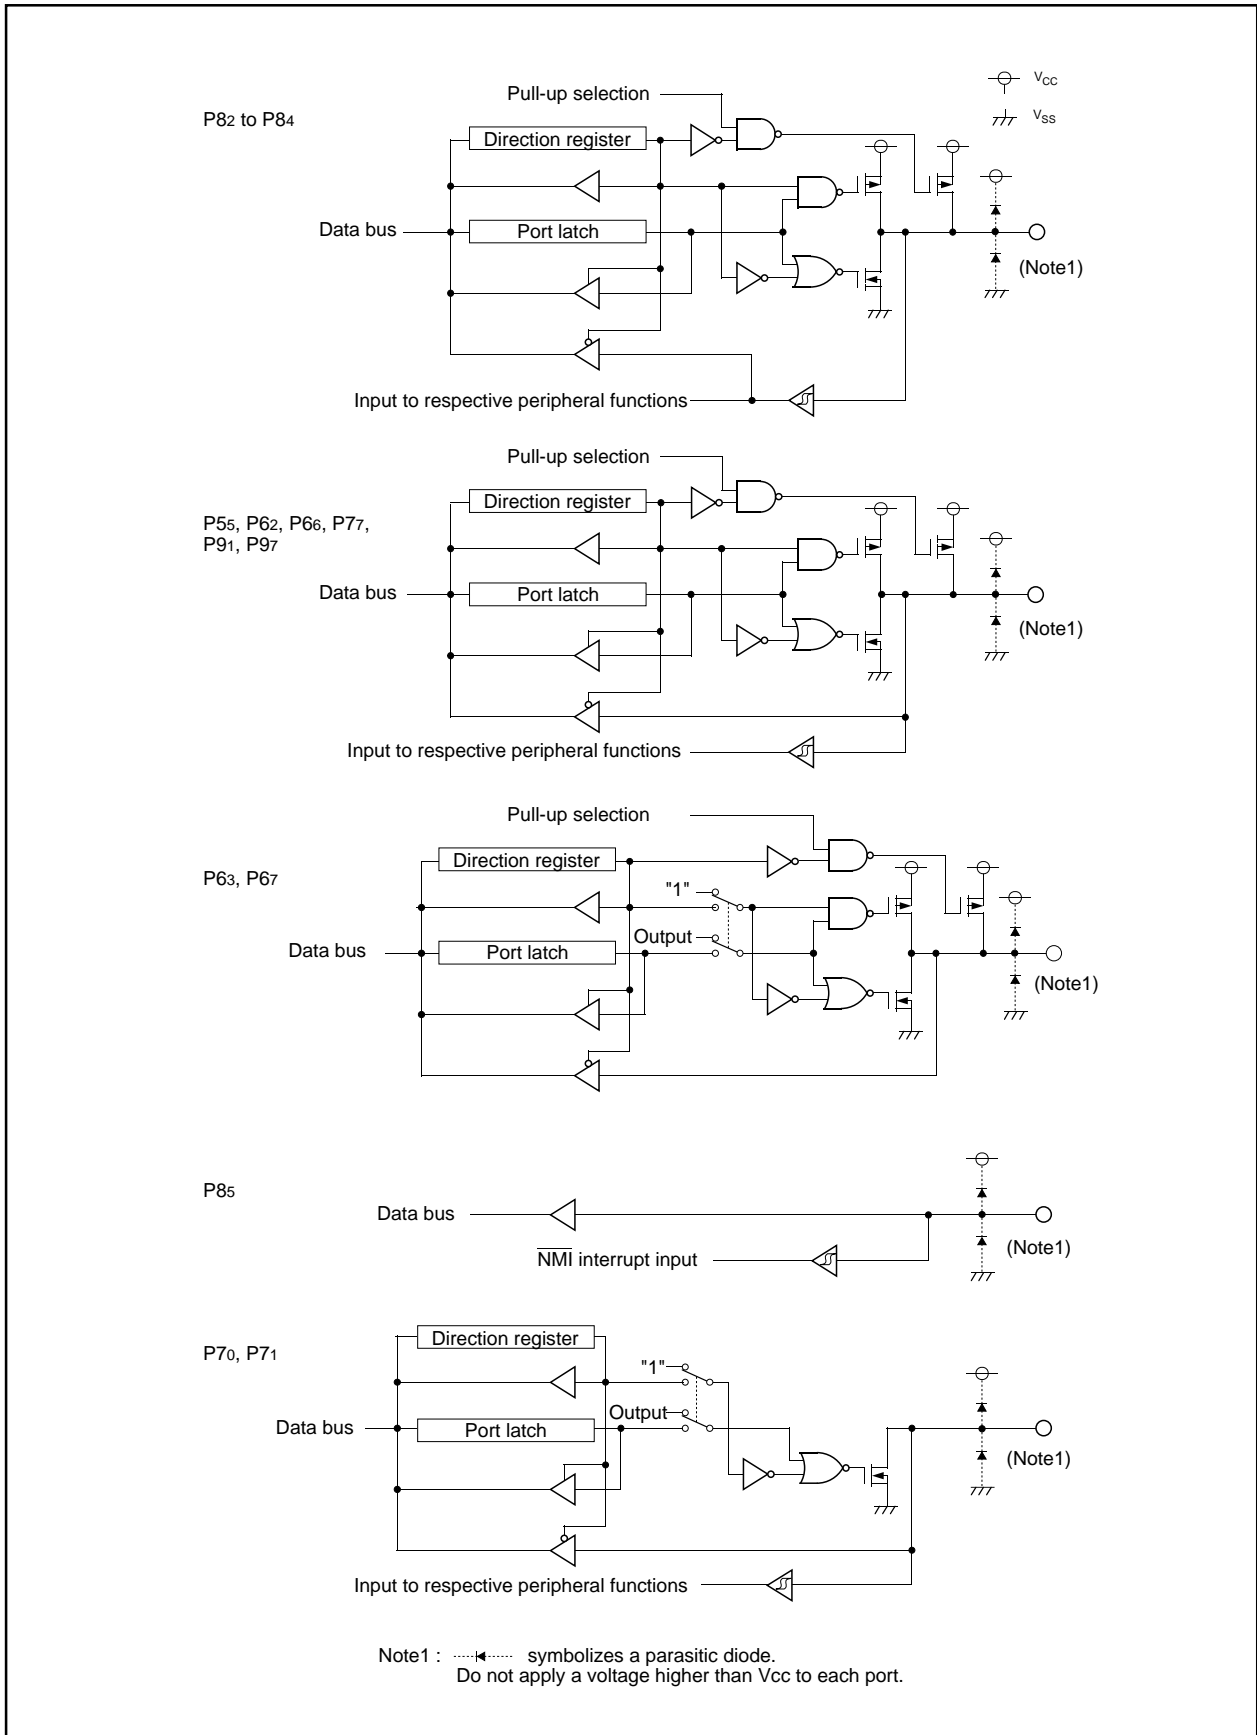 VCC
VSS
P82 to P84
Pull-up selection
Direction register
Data bus
Port latch
(Note1)
Input to respective peripheral functions
P55, P62, P66, P77,
P91, P97
Pull-up selection
Direction register
Data bus
Port latch
(Note1)
Input to respective peripheral functions
P63, P67
Pull-up selection
Direction register
"1"
Output
Data bus
Port latch
(Note1)
P85
Data bus
(Note1)
NMI interrupt input
P70, P71
Direction register
"1"
Output
Data bus
Port latch
(Note1)
Input to respective peripheral functions
Note1 : symbolizes a parasitic diode.
Do not apply a voltage higher than Vcc to each port.